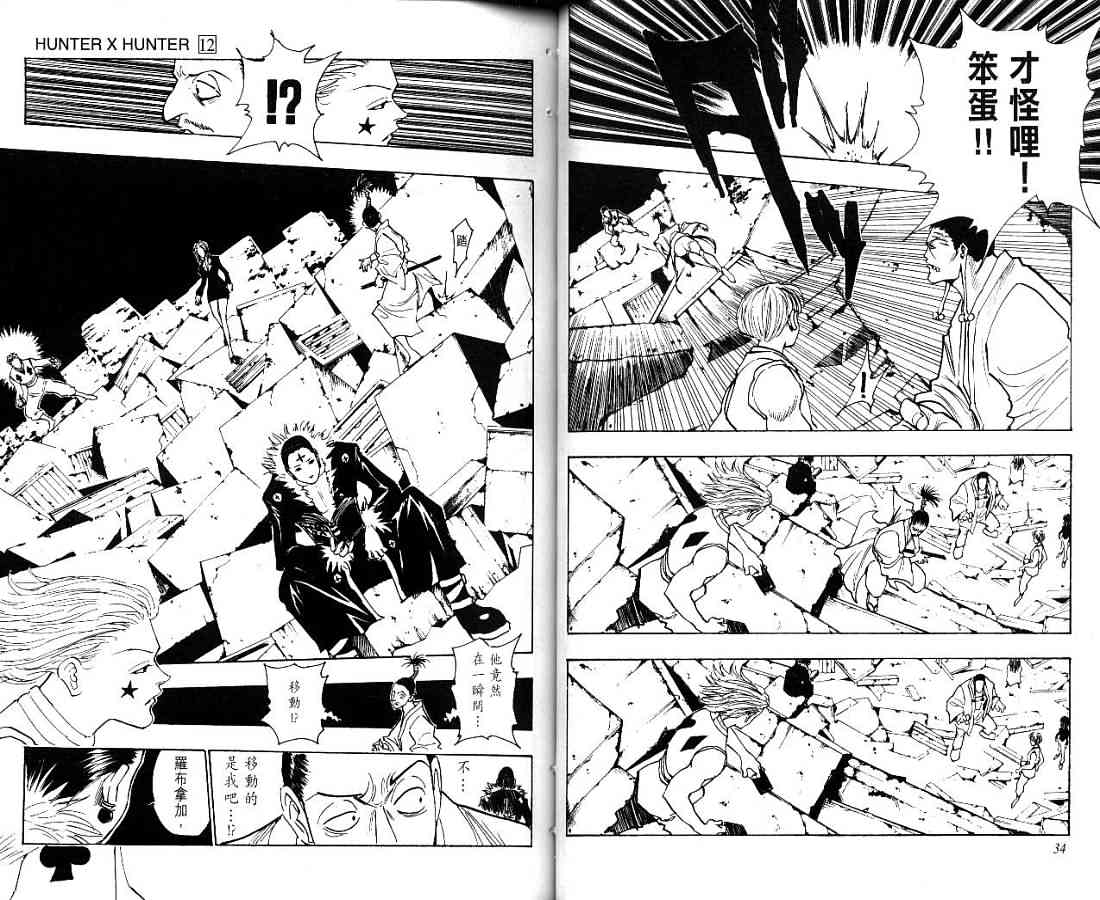 才怪哩！
笨蛋!!
！
34
HUNTER X HUNTER 12
!?
踏
他竟然
在一瞬間…
移動!?
不…
移動的
是我吧…!?
羅布拿加，